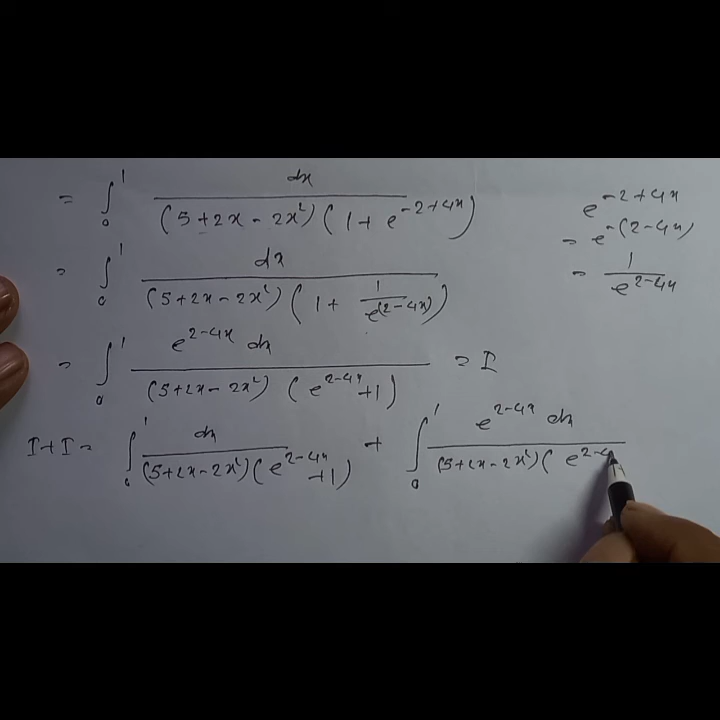 = ∫₀¹ dx / (5+2x-2x²)(1+e^{-2+4x})
e^{-2+4x}
= e^{-(2-4x)}
= 1 / e^{2-4x}
= ∫₀¹ dx / (5+2x-2x²)(1+ 1/e^{(2-4x)})
= ∫₀¹ e^{2-4x} dx / (5+2x-2x²)(e^{2-4x}+1) = I
I+I = ∫₀¹ dx / (5+2x-2x²)(e^{2-4x}+1) + ∫₀¹ e^{2-4x} dx / (5+2x-2x²)(e^{2-4